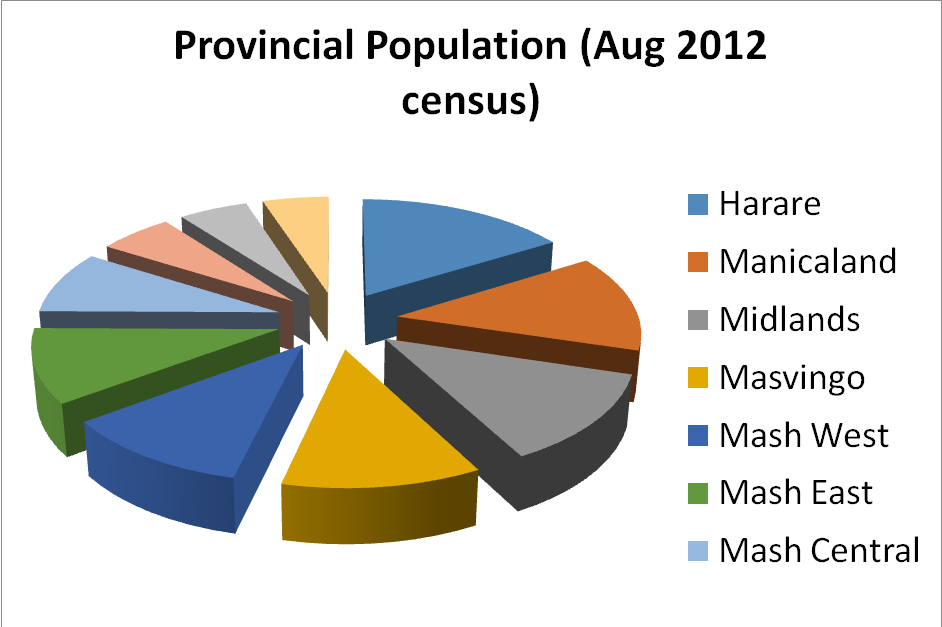 Provincial Population (Aug 2012
census)
Harare
Manicaland
Midlands
Masvingo
Mash West
Mash East
Mash Central